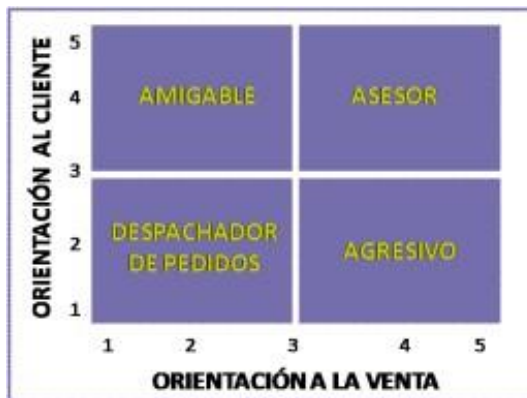 ORIENTACIÓN AL CLIENTE
5
4
3
2
1
AMIGABLE
ASESOR
DESPACHADOR
DE PEDIDOS
AGRESIVO
1 2 3 4 5
ORIENTACIÓN A LA VENTA